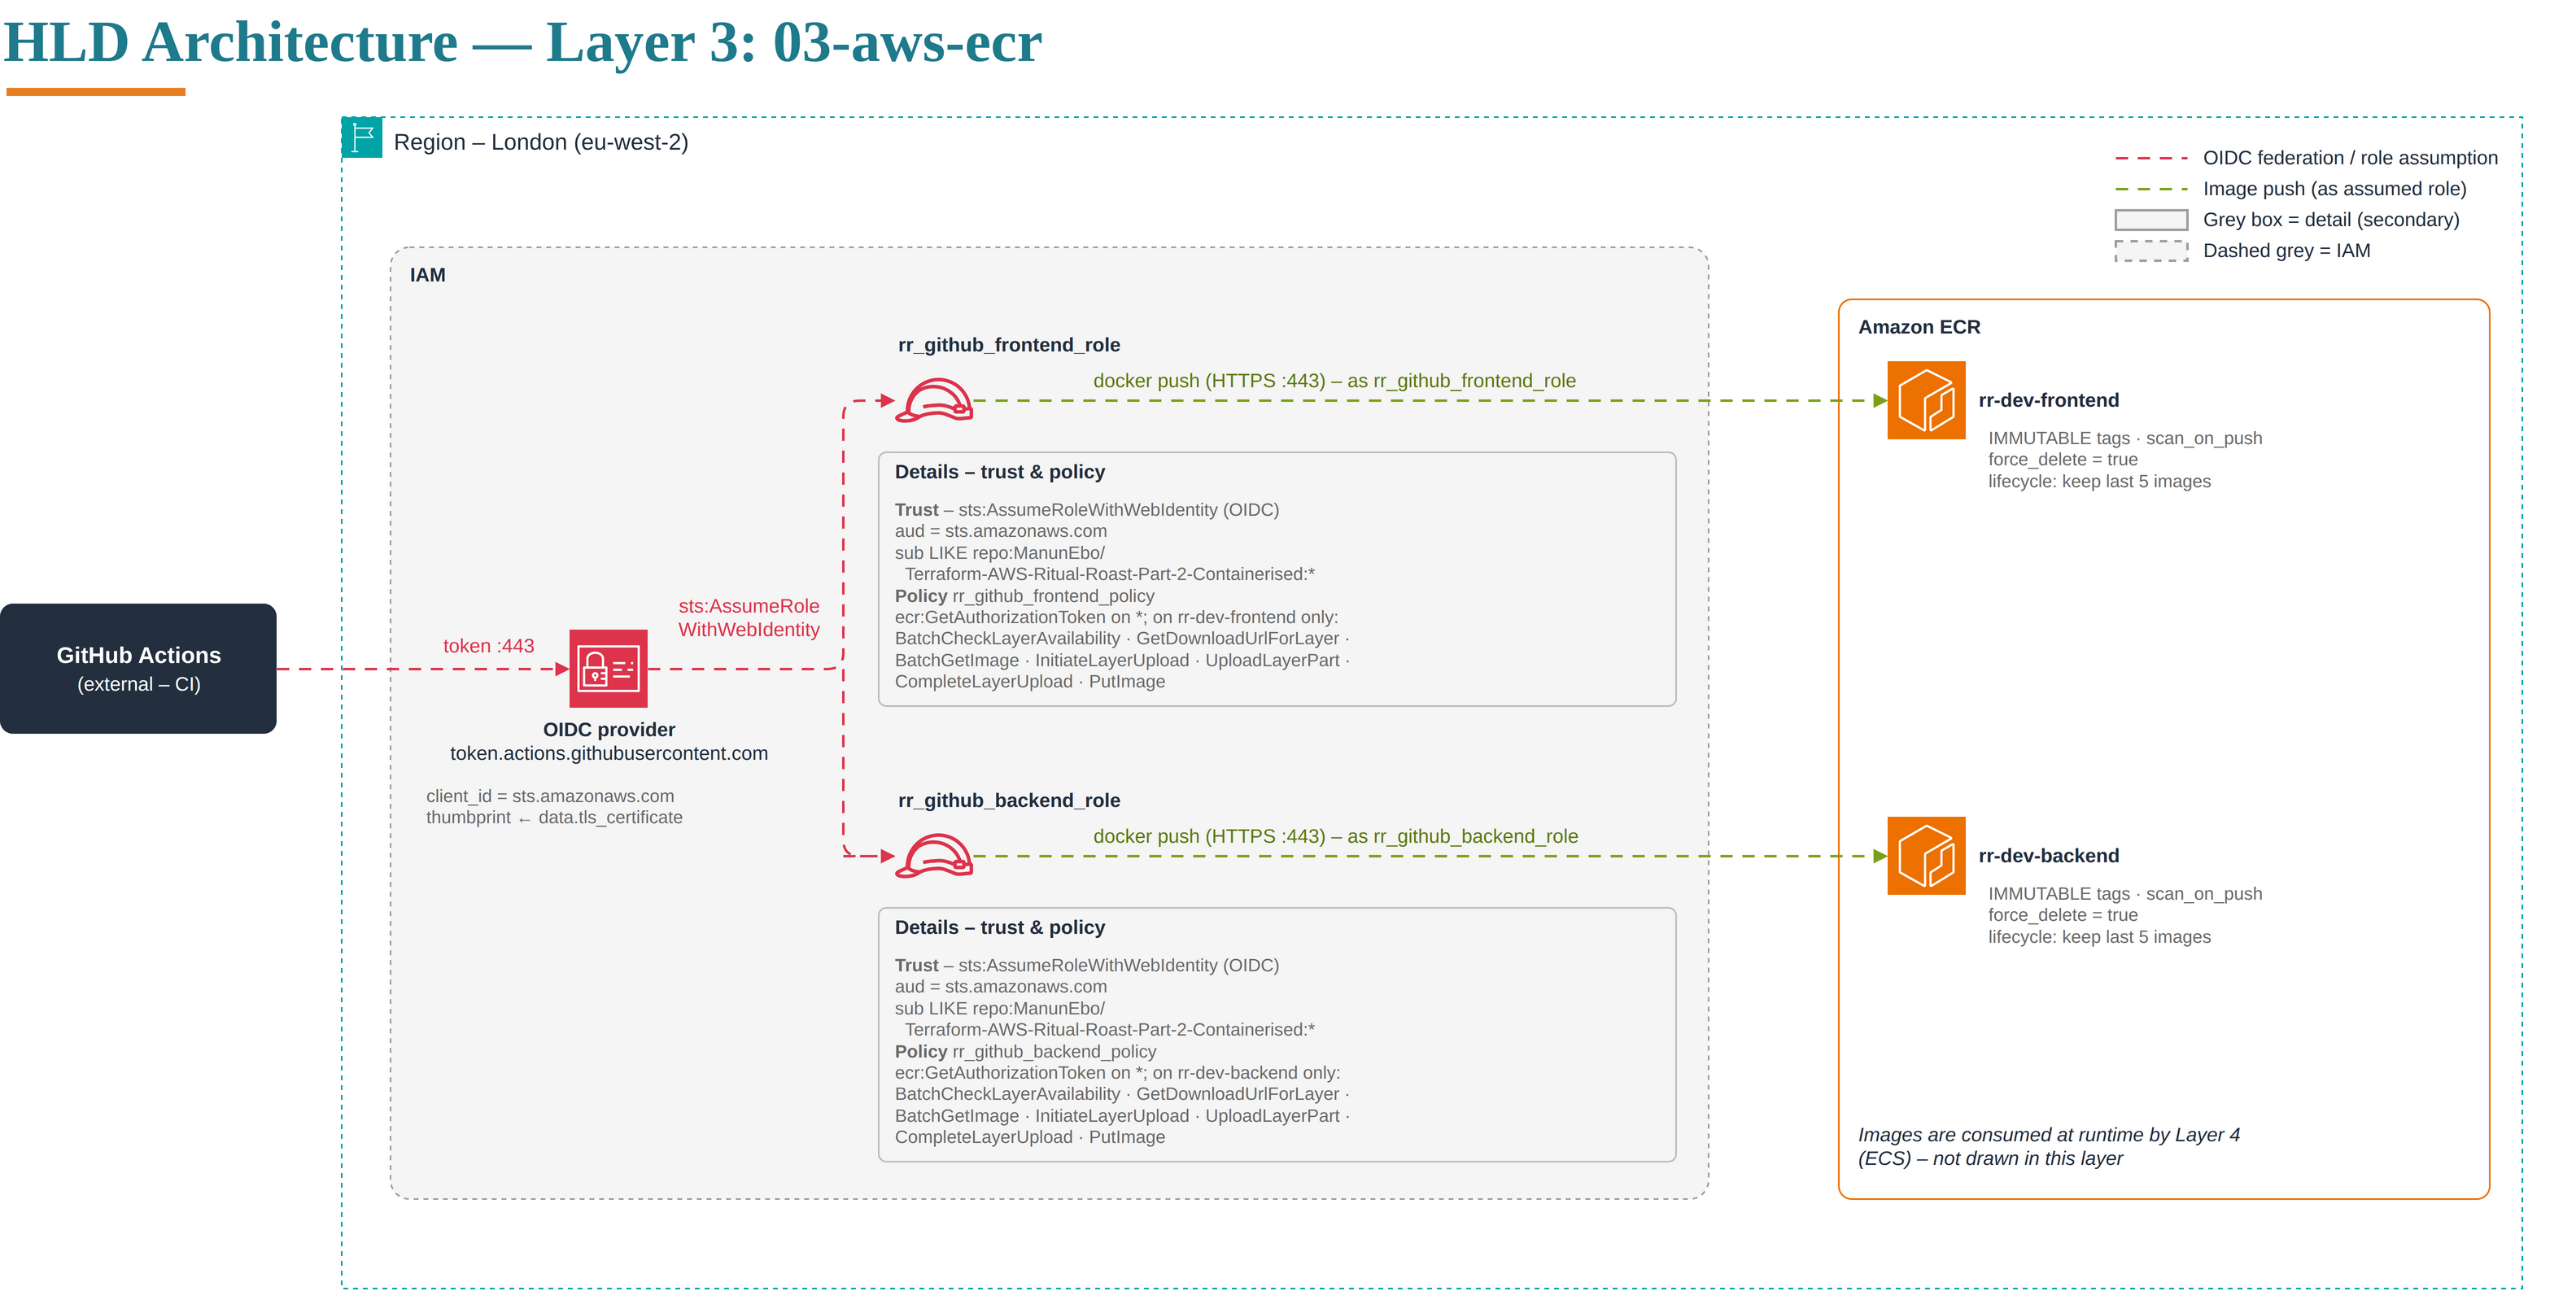 HLD Architecture — Layer 3: 03-aws-ecr
Region – London (eu-west-2)
OIDC federation / role assumption
Image push (as assumed role)
Grey box = detail (secondary)
Dashed grey = IAM
IAM
GitHub Actions
(external – CI)
token :443
OIDC provider
token.actions.githubusercontent.com
client_id = sts.amazonaws.com
thumbprint ← data.tls_certificate
sts:AssumeRole
WithWebIdentity
rr_github_frontend_role
docker push (HTTPS :443) – as rr_github_frontend_role
Details – trust & policy
Trust – sts:AssumeRoleWithWebIdentity (OIDC)
aud = sts.amazonaws.com
sub LIKE repo:ManunEbo/
Terraform-AWS-Ritual-Roast-Part-2-Containerised:*
Policy rr_github_frontend_policy
ecr:GetAuthorizationToken on *; on rr-dev-frontend only:
BatchCheckLayerAvailability · GetDownloadUrlForLayer ·
BatchGetImage · InitiateLayerUpload · UploadLayerPart ·
CompleteLayerUpload · PutImage
rr_github_backend_role
docker push (HTTPS :443) – as rr_github_backend_role
Details – trust & policy
Trust – sts:AssumeRoleWithWebIdentity (OIDC)
aud = sts.amazonaws.com
sub LIKE repo:ManunEbo/
Terraform-AWS-Ritual-Roast-Part-2-Containerised:*
Policy rr_github_backend_policy
ecr:GetAuthorizationToken on *; on rr-dev-backend only:
BatchCheckLayerAvailability · GetDownloadUrlForLayer ·
BatchGetImage · InitiateLayerUpload · UploadLayerPart ·
CompleteLayerUpload · PutImage
Amazon ECR
rr-dev-frontend
IMMUTABLE tags · scan_on_push
force_delete = true
lifecycle: keep last 5 images
rr-dev-backend
IMMUTABLE tags · scan_on_push
force_delete = true
lifecycle: keep last 5 images
Images are consumed at runtime by Layer 4
(ECS) – not drawn in this layer